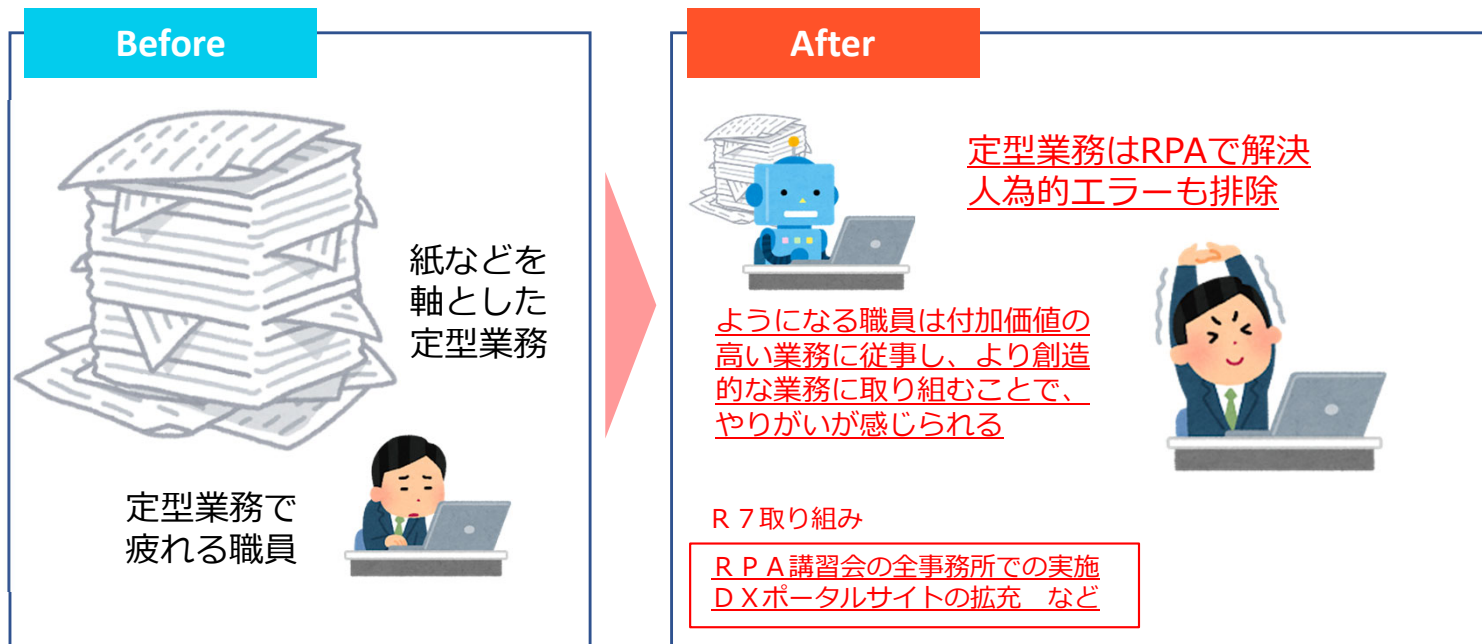 Before
紙などを
軸とした
定型業務
定型業務で
疲れる職員
After
定型業務はRPAで解決
人為的エラーも排除
ようになる職員は付加価値の
高い業務に従事し、より創造
的な業務に取り組むことで、
やりがいが感じられる
R７取り組み
ＲＰＡ講習会の全事務所での実施
ＤＸポータルサイトの拡充　など